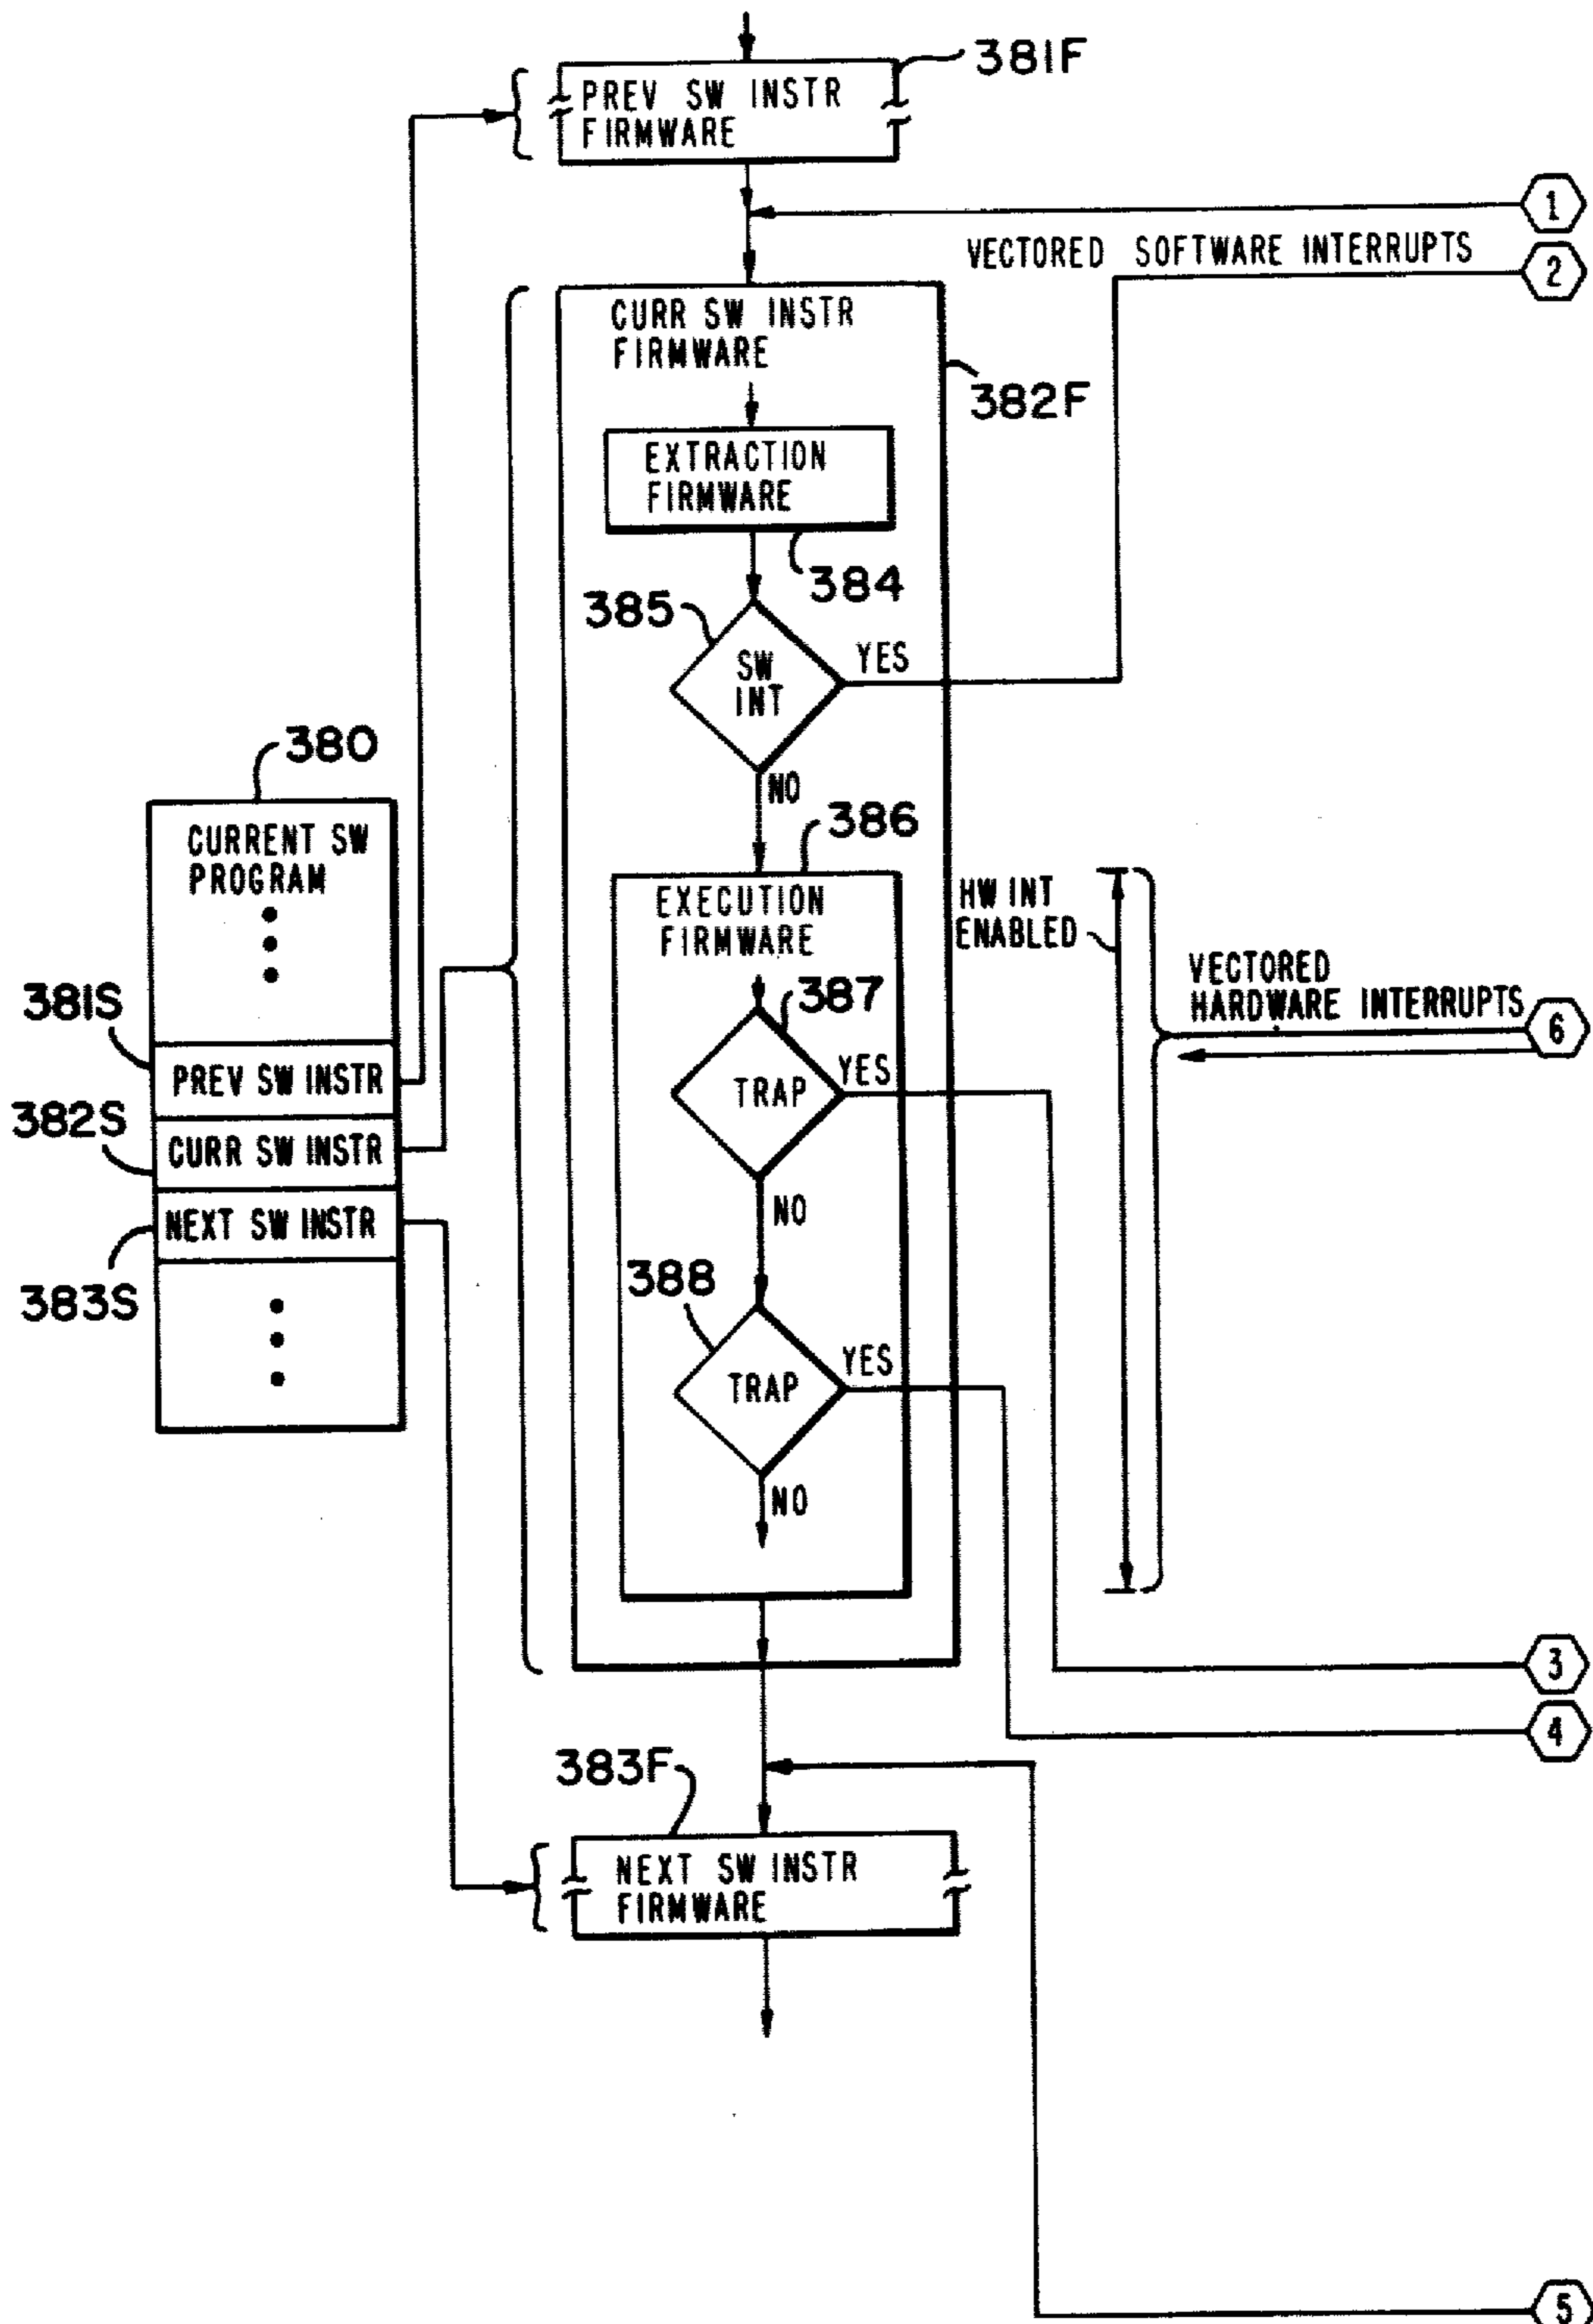 381F
PREV SW INSTR
FIRMWARE
1
VECTORED SOFTWARE INTERRUPTS
2
CURR SW INSTR
FIRMWARE
382F
EXTRACTION
FIRMWARE
384
385
SW
INT
YES
NO
380
CURRENT SW
PROGRAM
381S
PREV SW INSTR
382S
CURR SW INSTR
NEXT SW INSTR
383S
386
EXECUTION
FIRMWARE
HW INT
ENABLED
VECTORED
HARDWARE INTERRUPTS
6
387
TRAP
YES
NO
388
TRAP
YES
NO
3
4
383F
NEXT SW INSTR
FIRMWARE
5